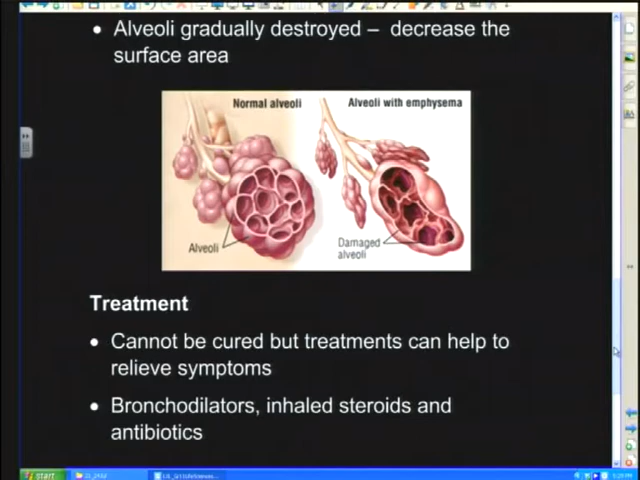 • Alveoli gradually destroyed – decrease the
surface area
Normal alveoli
Alveoli with emphysema
Alveoli
Damaged
alveoli
Treatment
• Cannot be cured but treatments can help to
relieve symptoms
• Bronchodilators, inhaled steroids and
antibiotics
start